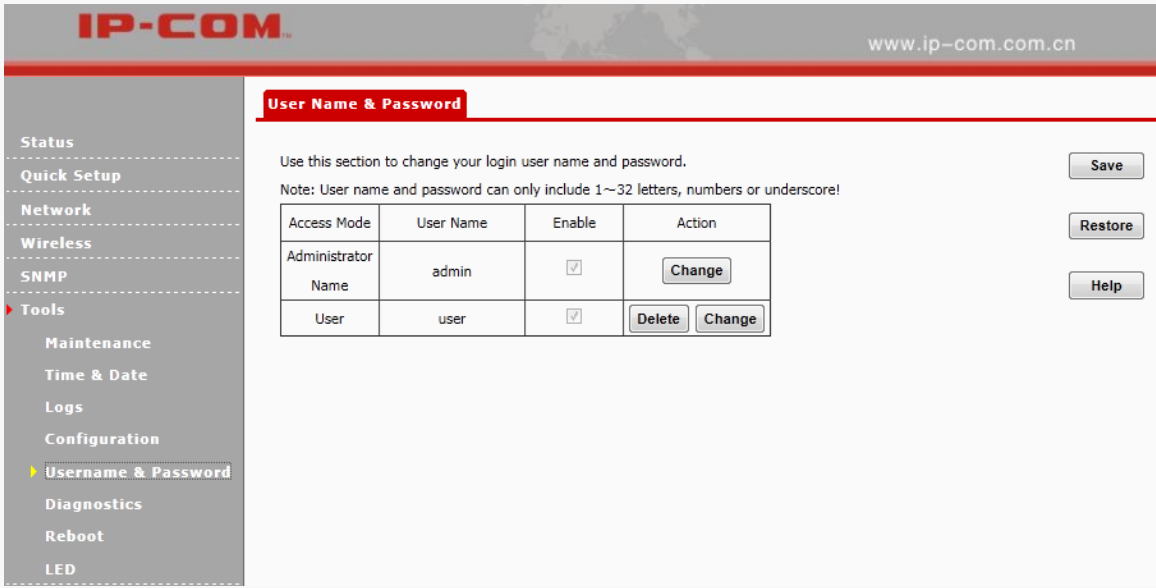 IP-COM
www.ip-com.com.cn
User Name & Password
Status
Quick Setup
Network
Wireless
SNMP
Tools
Maintenance
Time & Date
Logs
Configuration
Username & Password
Diagnostics
Reboot
LED
Use this section to change your login user name and password.
Note: User name and password can only include 1~32 letters, numbers or underscore!
Access Mode User Name Enable Action
Administrator
Name admin Change
User user Delete Change
Save
Restore
Help